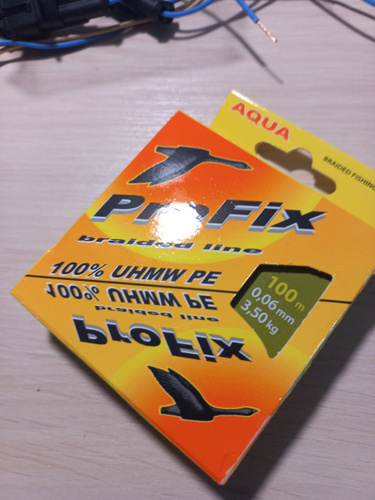 AQUA
BRAIDED FISHING
ProFix
braided line
100% UHMW PE
100 m
0,06 mm
3,50 kg
100% UHMW PE
braided line
ProFix